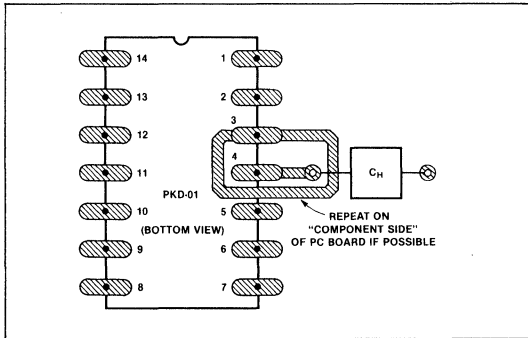 14 1
13 2
12 3
11 4
PKD-01
10 5
(BOTTOM VIEW)
9 6
8 7
CH
REPEAT ON
"COMPONENT SIDE"
OF PC BOARD IF POSSIBLE